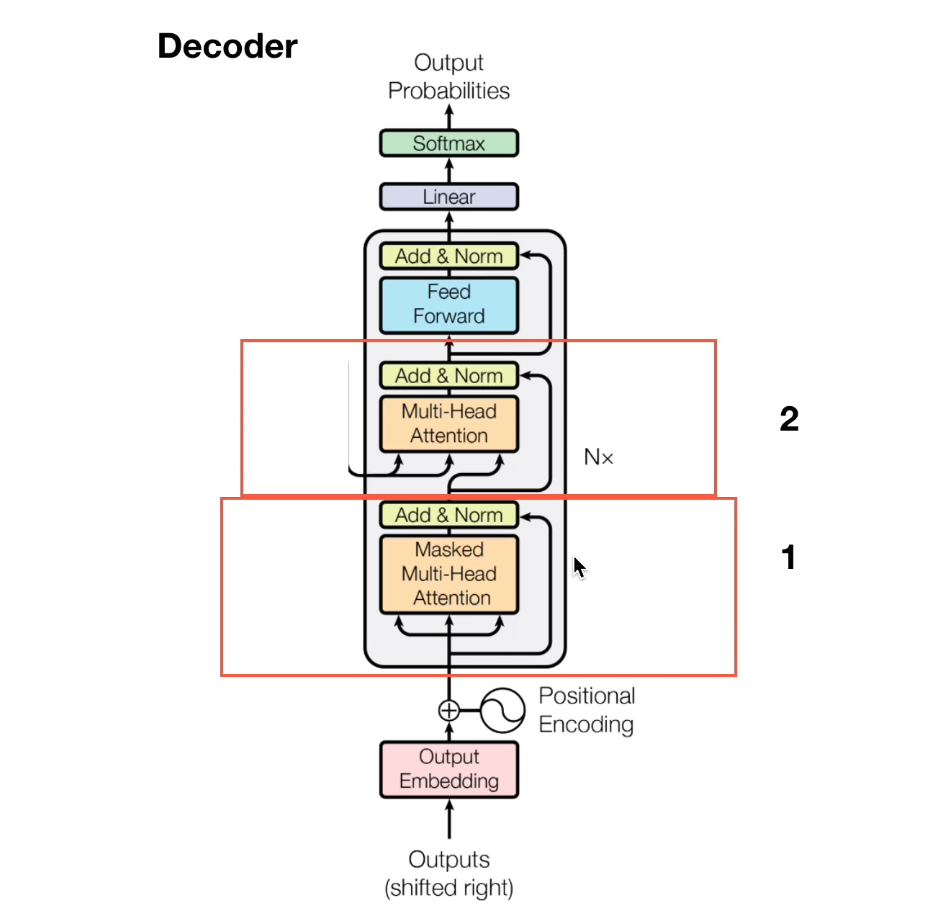 Decoder
Output
Probabilities
Softmax
Linear
Add & Norm
Feed
Forward
Add & Norm
Multi-Head
Attention
2
N×
Add & Norm
Masked
Multi-Head
Attention
1
Positional
Encoding
Output
Embedding
Outputs
(shifted right)